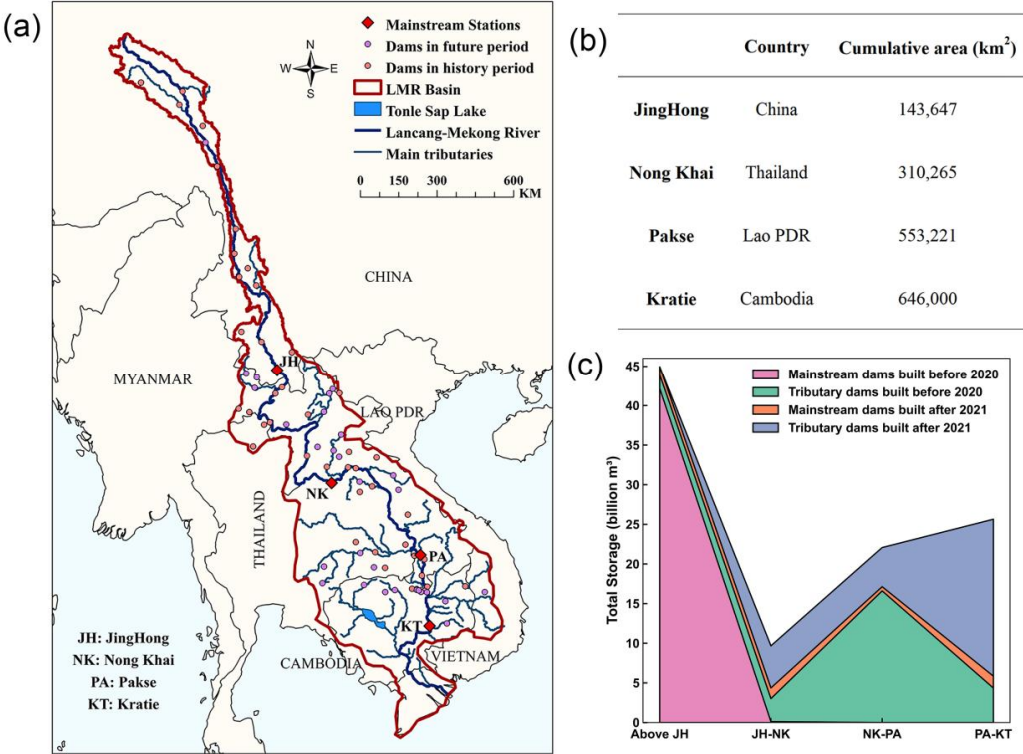 (a)
Mainstream Stations
Dams in future period
Dams in history period
LMR Basin
Tonle Sap Lake
Lancang-Mekong River
Main tributaries
0 150 300 600
KM
N
W E
S
CHINA
MYANMAR
JH
LAO PDR
NK
THAILAND
PA
KT
CAMBODIA
VIETNAM
JH: JingHong
NK: Nong Khai
PA: Pakse
KT: Kratie
(b)
Country Cumulative area (km²)
JingHong China 143,647
Nong Khai Thailand 310,265
Pakse Lao PDR 553,221
Kratie Cambodia 646,000
(c)
Mainstream dams built before 2020
Tributary dams built before 2020
Mainstream dams built after 2021
Tributary dams built after 2021
Total Storage (billion m³)
45
40
35
30
25
20
15
10
5
0
Above JH JH-NK NK-PA PA-KT